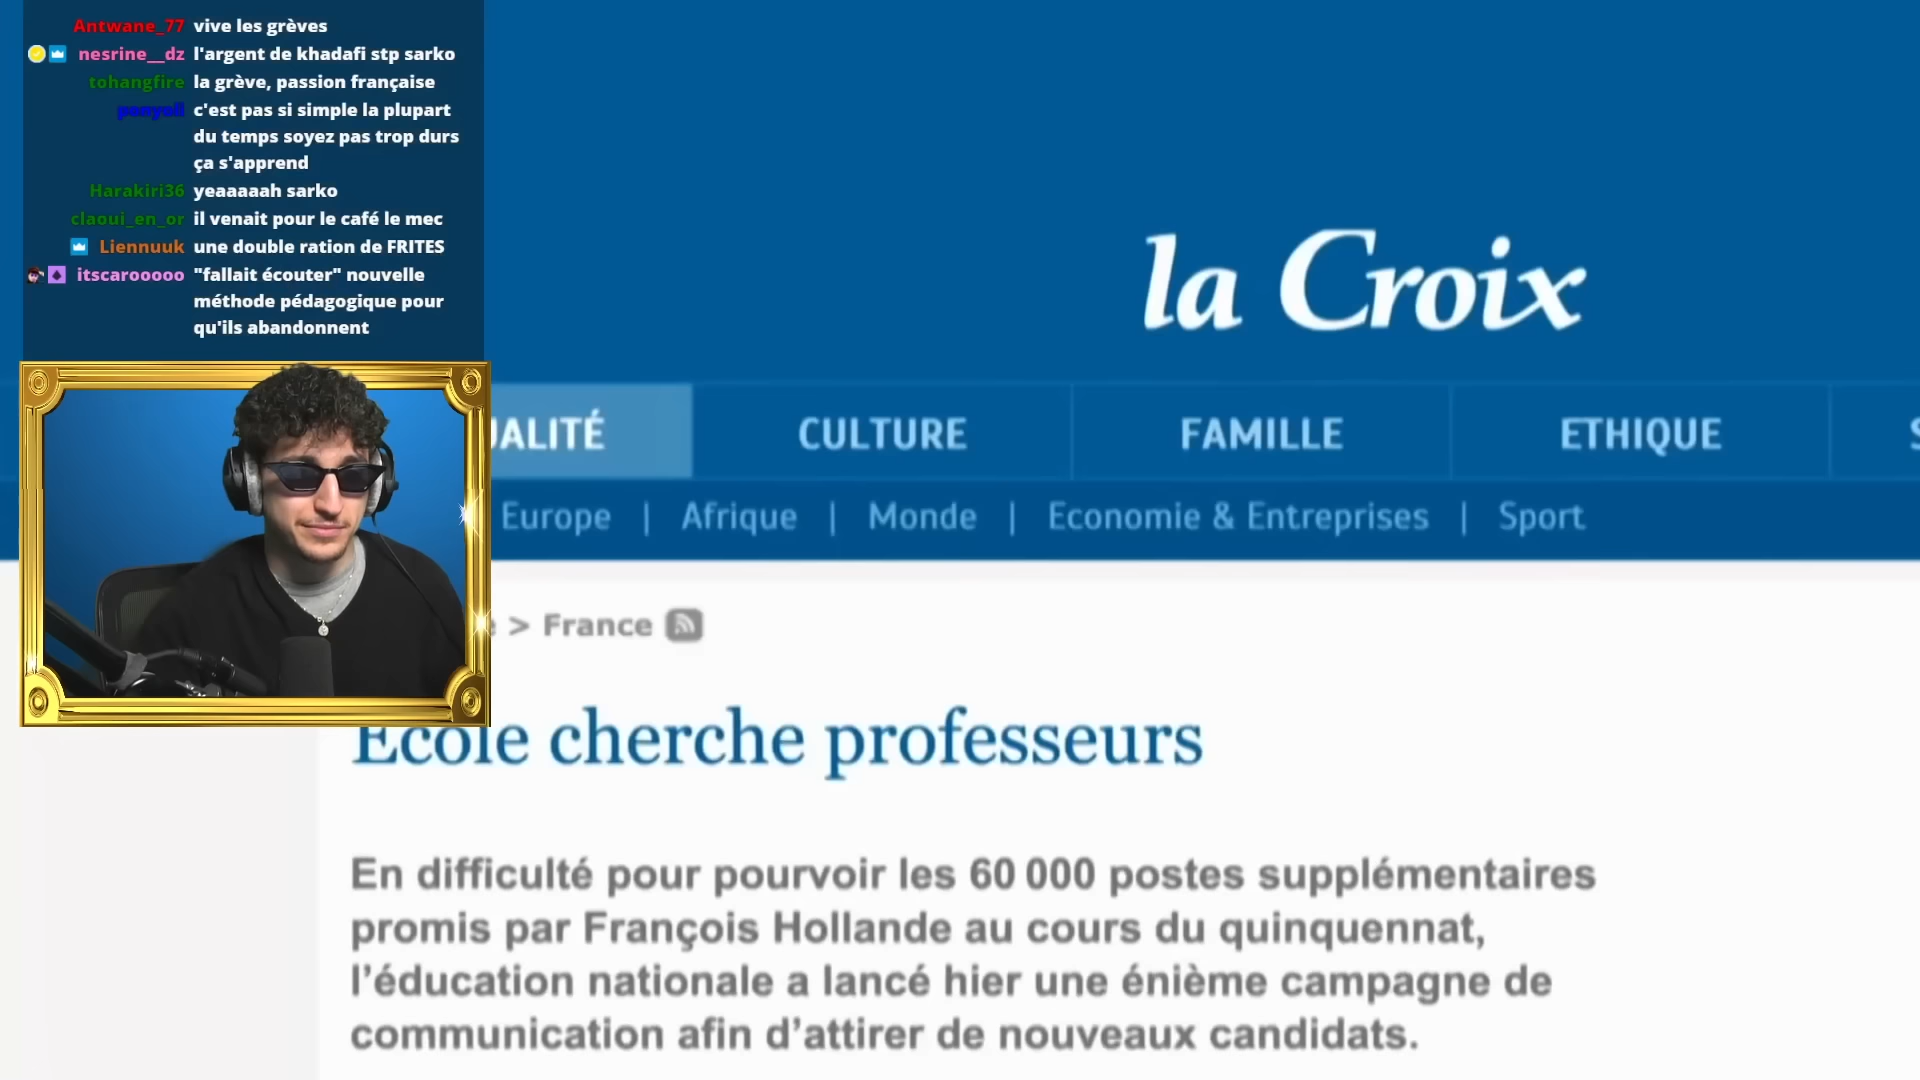 Antwane_77 vive les grèves
nesrine__dz l'argent de khadafi stp sarko
tohangfire la grève, passion française
c'est pas si simple la plupart
du temps soyez pas trop durs
ça s'apprend
Harakiri36 yeaaaaah sarko
claoui_en_or il venait pour le café le mec
Liennuuk une double ration de FRITES
itscarooooo "fallait écouter" nouvelle
méthode pédagogique pour
qu'ils abandonnent
la Croix
UALITÉ CULTURE FAMILLE ETHIQUE S
Europe | Afrique | Monde | Economie & Entreprises | Sport
e > France
Ecole cherche professeurs
En difficulté pour pourvoir les 60 000 postes supplémentaires
promis par François Hollande au cours du quinquennat,
l'éducation nationale a lancé hier une énième campagne de
communication afin d'attirer de nouveaux candidats.